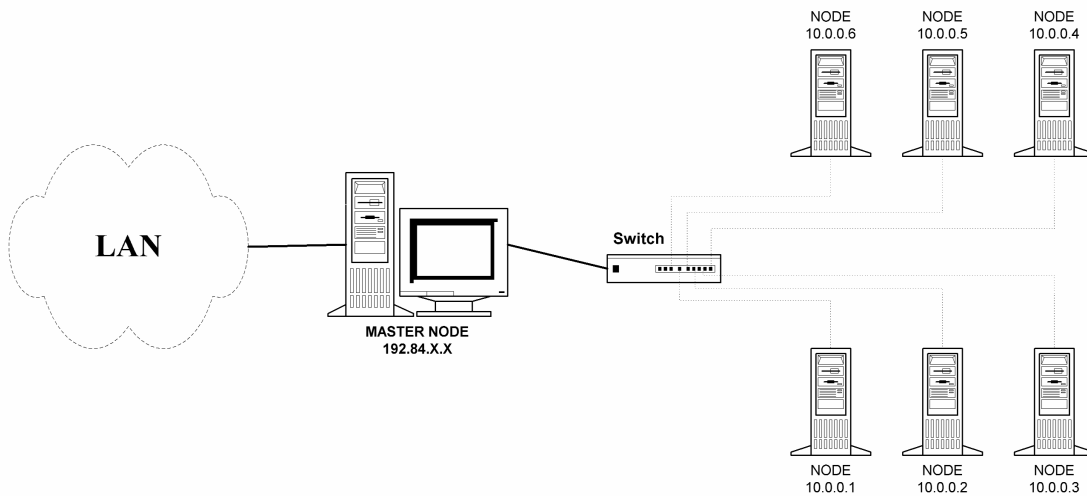 NODE
10.0.0.6
NODE
10.0.0.5
NODE
10.0.0.4
LAN
Switch
MASTER NODE
192.84.X.X
NODE
10.0.0.1
NODE
10.0.0.2
NODE
10.0.0.3